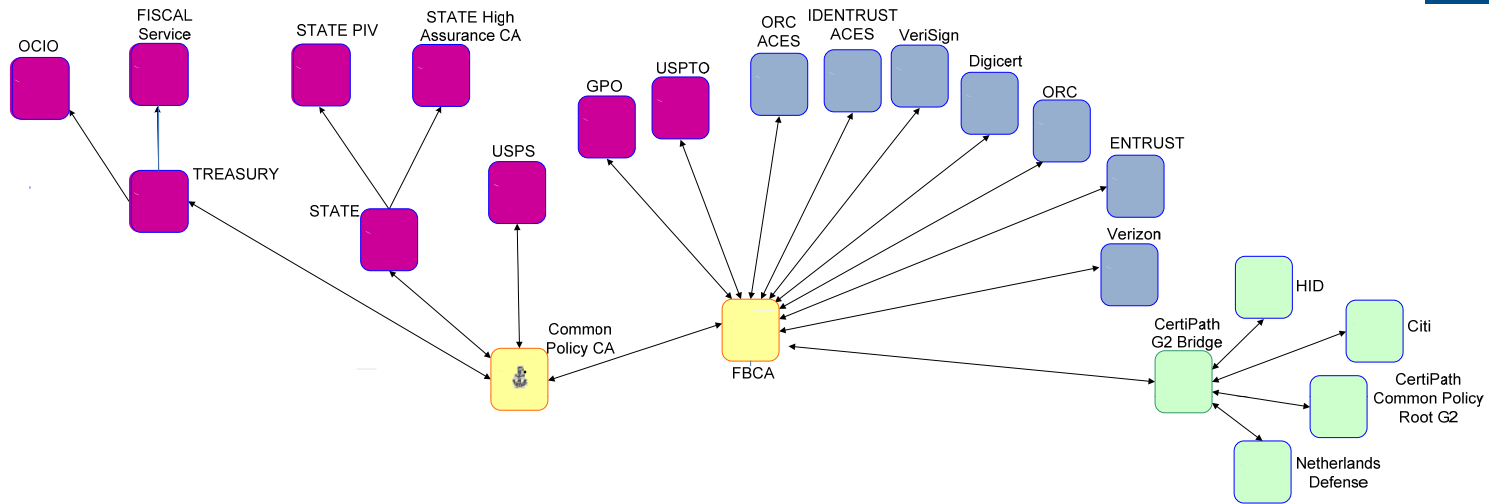 OCIO
FISCAL
Service
STATE PIV
STATE High
Assurance CA
ORC
ACES
IDENTRUST
ACES
VeriSign
Digicert
USPTO
GPO
ORC
ENTRUST
USPS
TREASURY
STATE
Verizon
HID
Common
Policy CA
FBCA
CertiPath
G2 Bridge
Citi
CertiPath
Common Policy
Root G2
Netherlands
Defense